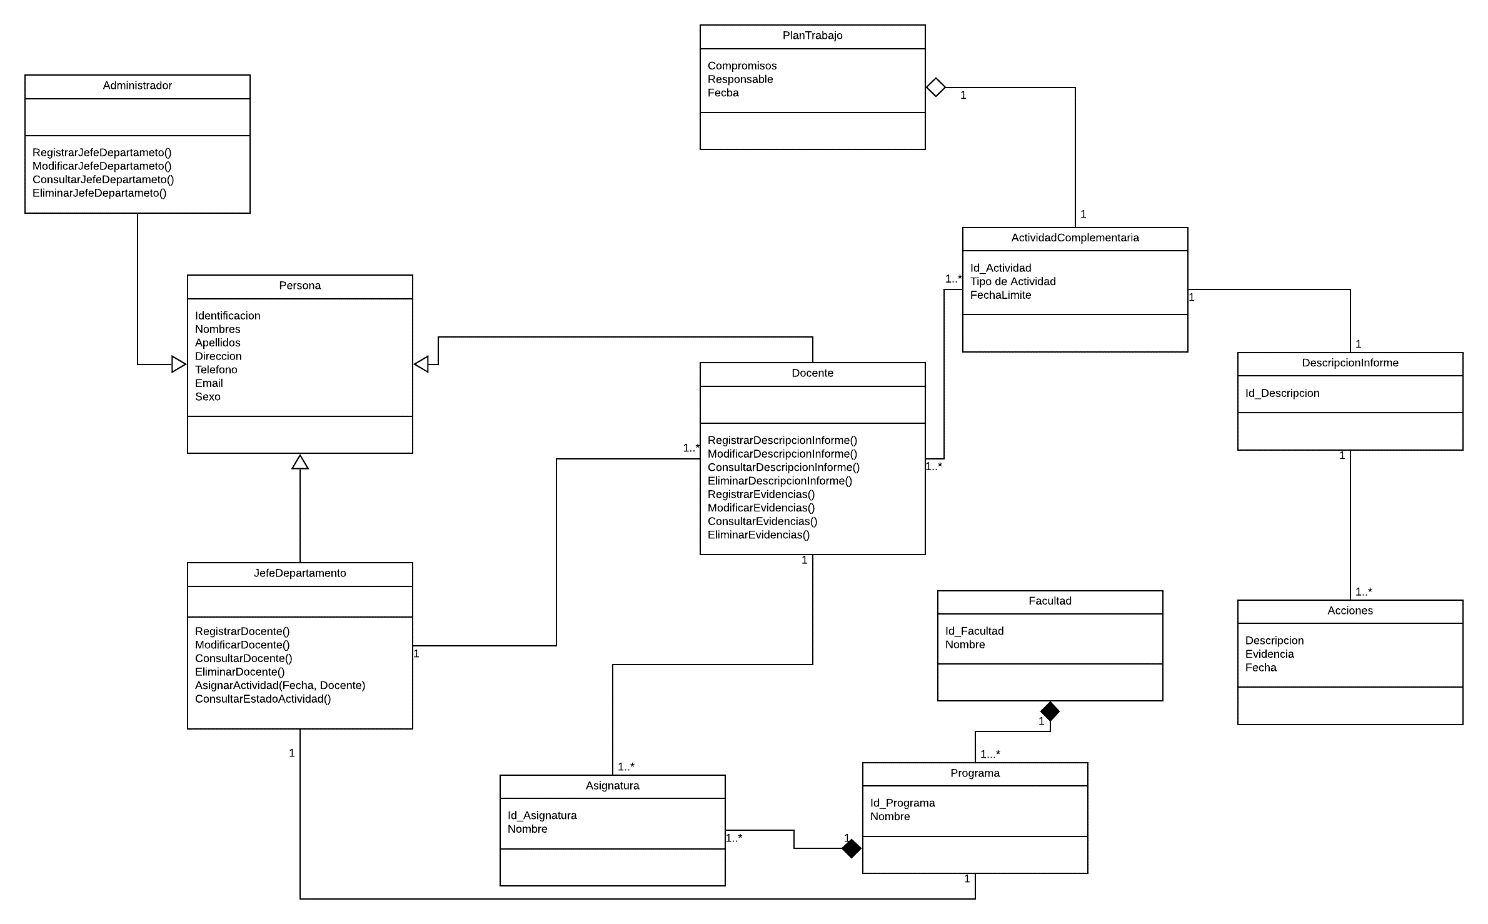 PlanTrabajo
Compromisos
Responsable
Fecba
1
1
Administrador
RegistrarJefeDepartameto()
ModificarJefeDepartameto()
ConsultarJefeDepartameto()
EliminarJefeDepartameto()
ActividadComplementaria
Id_Actividad
Tipo de Actividad
FechaLimite
1..*
1
1
Persona
Identificacion
Nombres
Apellidos
Direccion
Telefono
Email
Sexo
DescripcionInforme
Id_Descripcion
1
1..*
Docente
RegistrarDescripcionInforme()
ModificarDescripcionInforme()
ConsultarDescripcionInforme()
EliminarDescripcionInforme()
RegistrarEvidencias()
ModificarEvidencias()
ConsultarEvidencias()
EliminarEvidencias()
1..*
1..*
1
JefeDepartamento
RegistrarDocente()
ModificarDocente()
ConsultarDocente()
EliminarDocente()
AsignarActividad(Fecha, Docente)
ConsultarEstadoActividad()
1
1
Facultad
Id_Facultad
Nombre
1
1...*
Acciones
Descripcion
Evidencia
Fecha
1..*
Asignatura
Id_Asignatura
Nombre
1..*
1
Programa
Id_Programa
Nombre
1